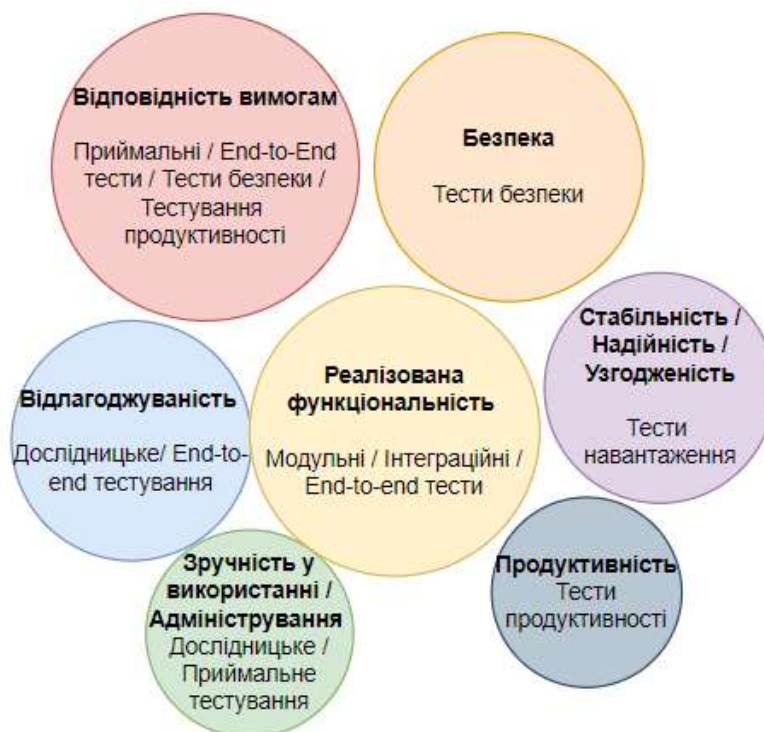 Відповідність вимогам
Приймальні / End-to-End
тести / Тести безпеки /
Тестування
продуктивності
Безпека
Тести безпеки
Стабільність /
Надійність /
Узгодженість
Тести
навантаження
Відлагоджуваність
Дослідницьке/ End-to-
end тестування
Реалізована
функціональність
Модульні / Інтеграційні /
End-to-end тести
Зручність у
використанні /
Адміністрування
Дослідницьке /
Приймальне
тестування
Продуктивність
Тести
продуктивності